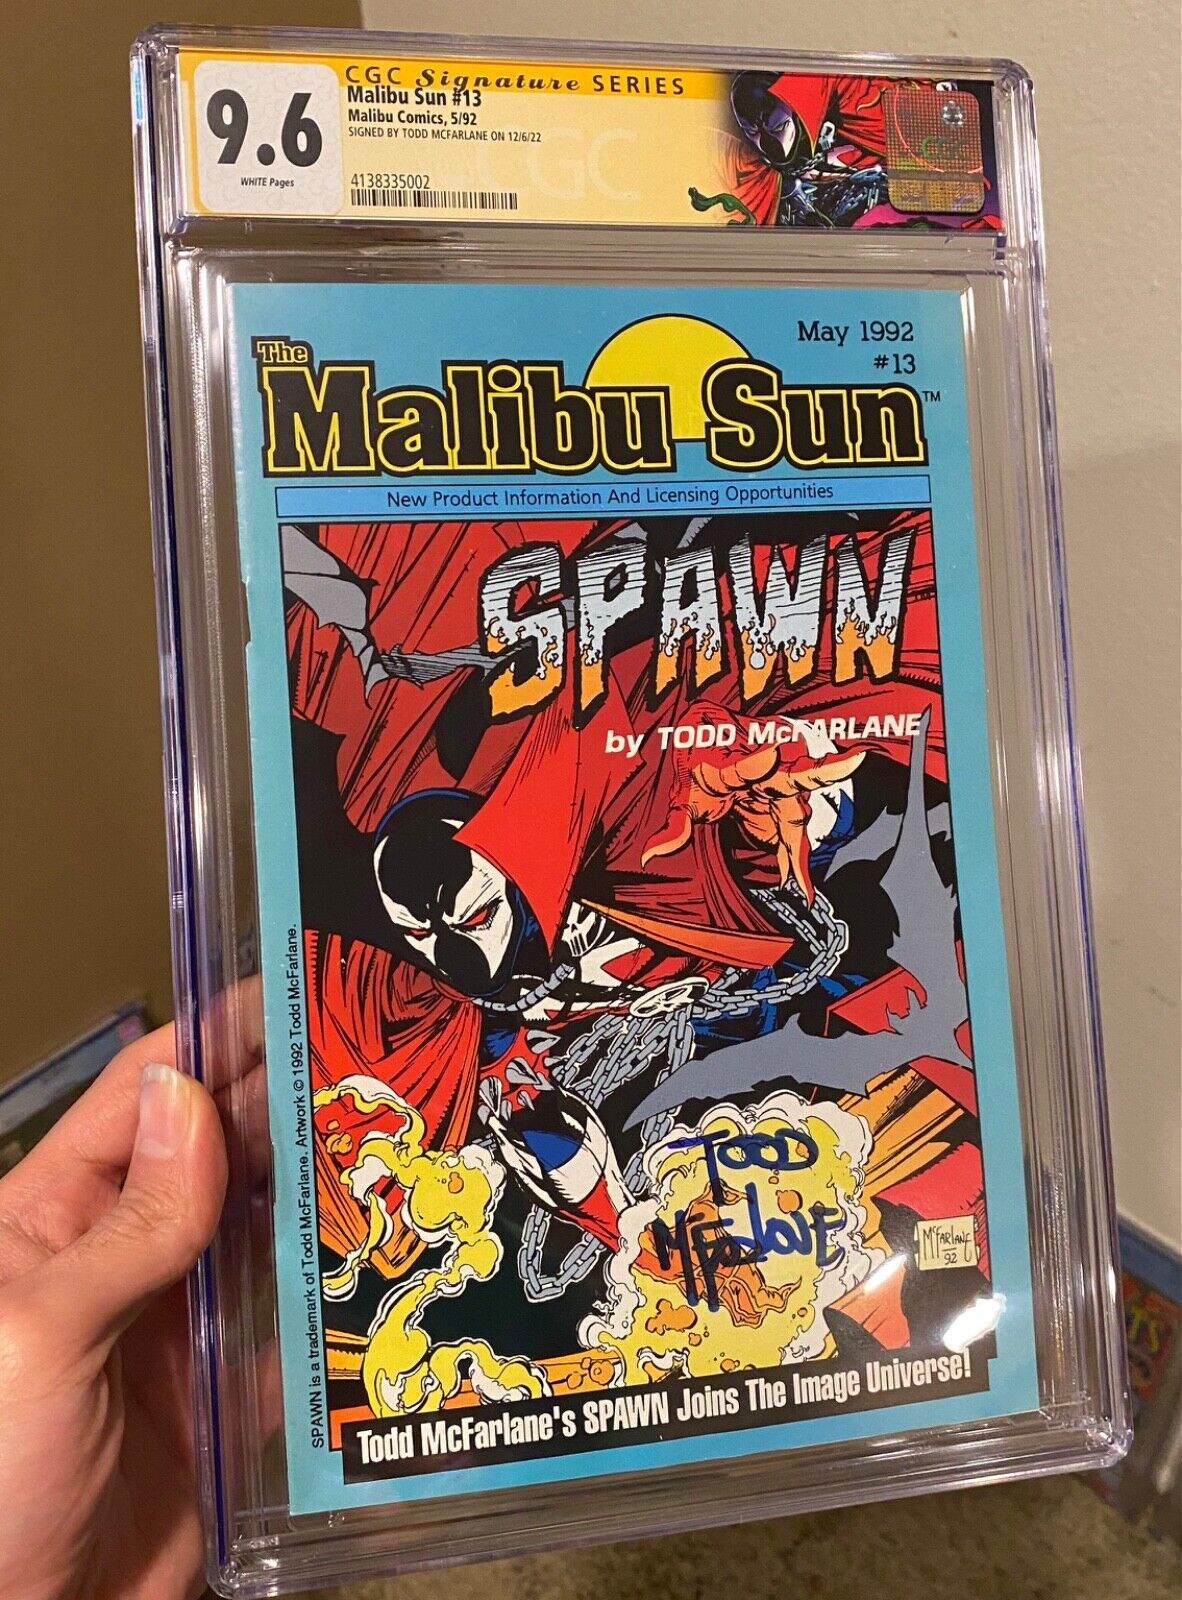 CGC Signature SERIES
9.6
WHITE Pages
Malibu Sun #13
Malibu Comics, 5/92
SIGNED BY TODD MCFARLANE ON 12/6/22
4138335002
CGC
CGC
May 1992
#13
The
Malibu Sun™
New Product Information And Licensing Opportunities
SPAWN
by TODD McFARLANE
SPAWN is a trademark of Todd McFarlane. Artwork © 1992 Todd McFarlane.
TODD
McFarlane
McFARLANE
92
Todd McFarlane's SPAWN Joins The Image Universe!